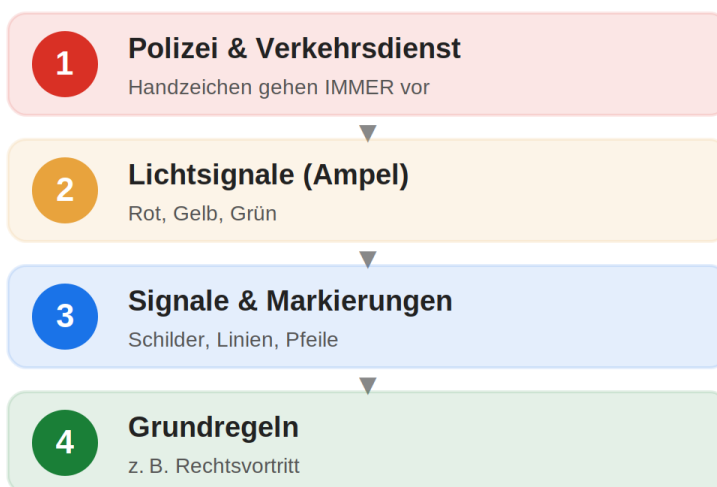 1
Polizei & Verkehrsdienst
Handzeichen gehen IMMER vor
2
Lichtsignale (Ampel)
Rot, Gelb, Grün
3
Signale & Markierungen
Schilder, Linien, Pfeile
4
Grundregeln
z. B. Rechtsvortritt